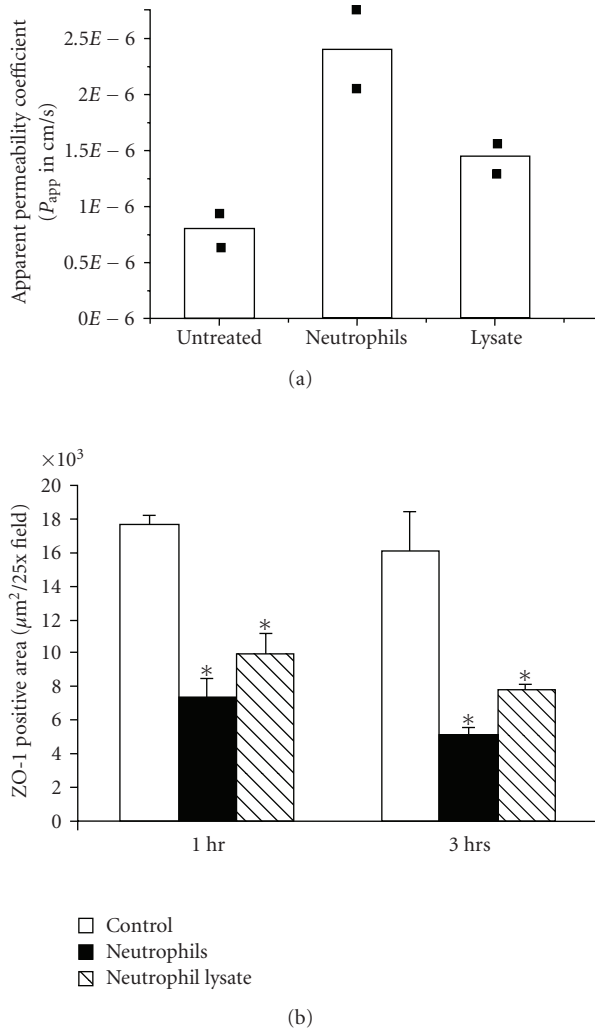 Apparent permeability coefficient
(Papp in cm/s)
2.5E − 6
2E − 6
1.5E − 6
1E − 6
0.5E − 6
0E − 6
Untreated
Neutrophils
Lysate
(a)
×10³
ZO-1 positive area (μm²/25x field)
20
18
16
14
12
10
8
6
4
2
0
*
*
*
*
1 hr
3 hrs
Control
Neutrophils
Neutrophil lysate
(b)